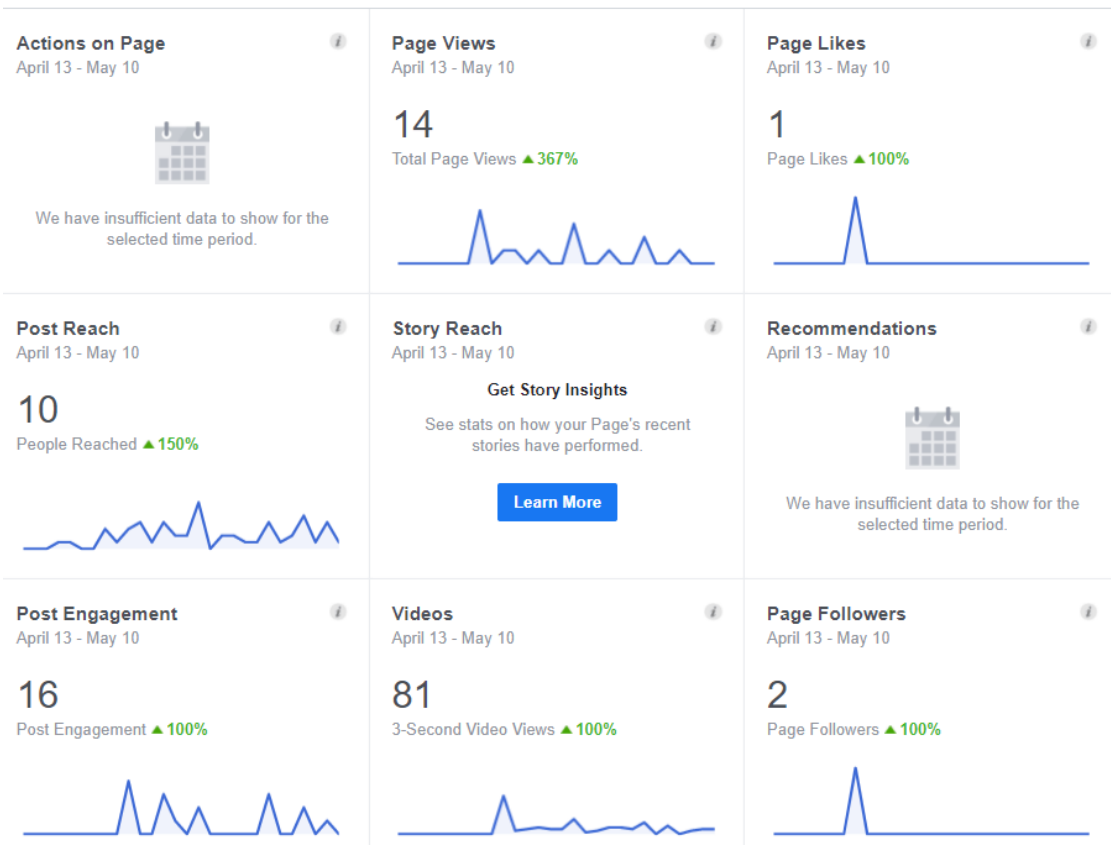 Actions on Page
April 13 - May 10
We have insufficient data to show for the
selected time period.
Page Views
April 13 - May 10
14
Total Page Views ▲ 367%
Page Likes
April 13 - May 10
1
Page Likes ▲ 100%
Post Reach
April 13 - May 10
10
People Reached ▲ 150%
Story Reach
April 13 - May 10
Get Story Insights
See stats on how your Page's recent
stories have performed.
Learn More
Recommendations
April 13 - May 10
We have insufficient data to show for the
selected time period.
Post Engagement
April 13 - May 10
16
Post Engagement ▲ 100%
Videos
April 13 - May 10
81
3-Second Video Views ▲ 100%
Page Followers
April 13 - May 10
2
Page Followers ▲ 100%